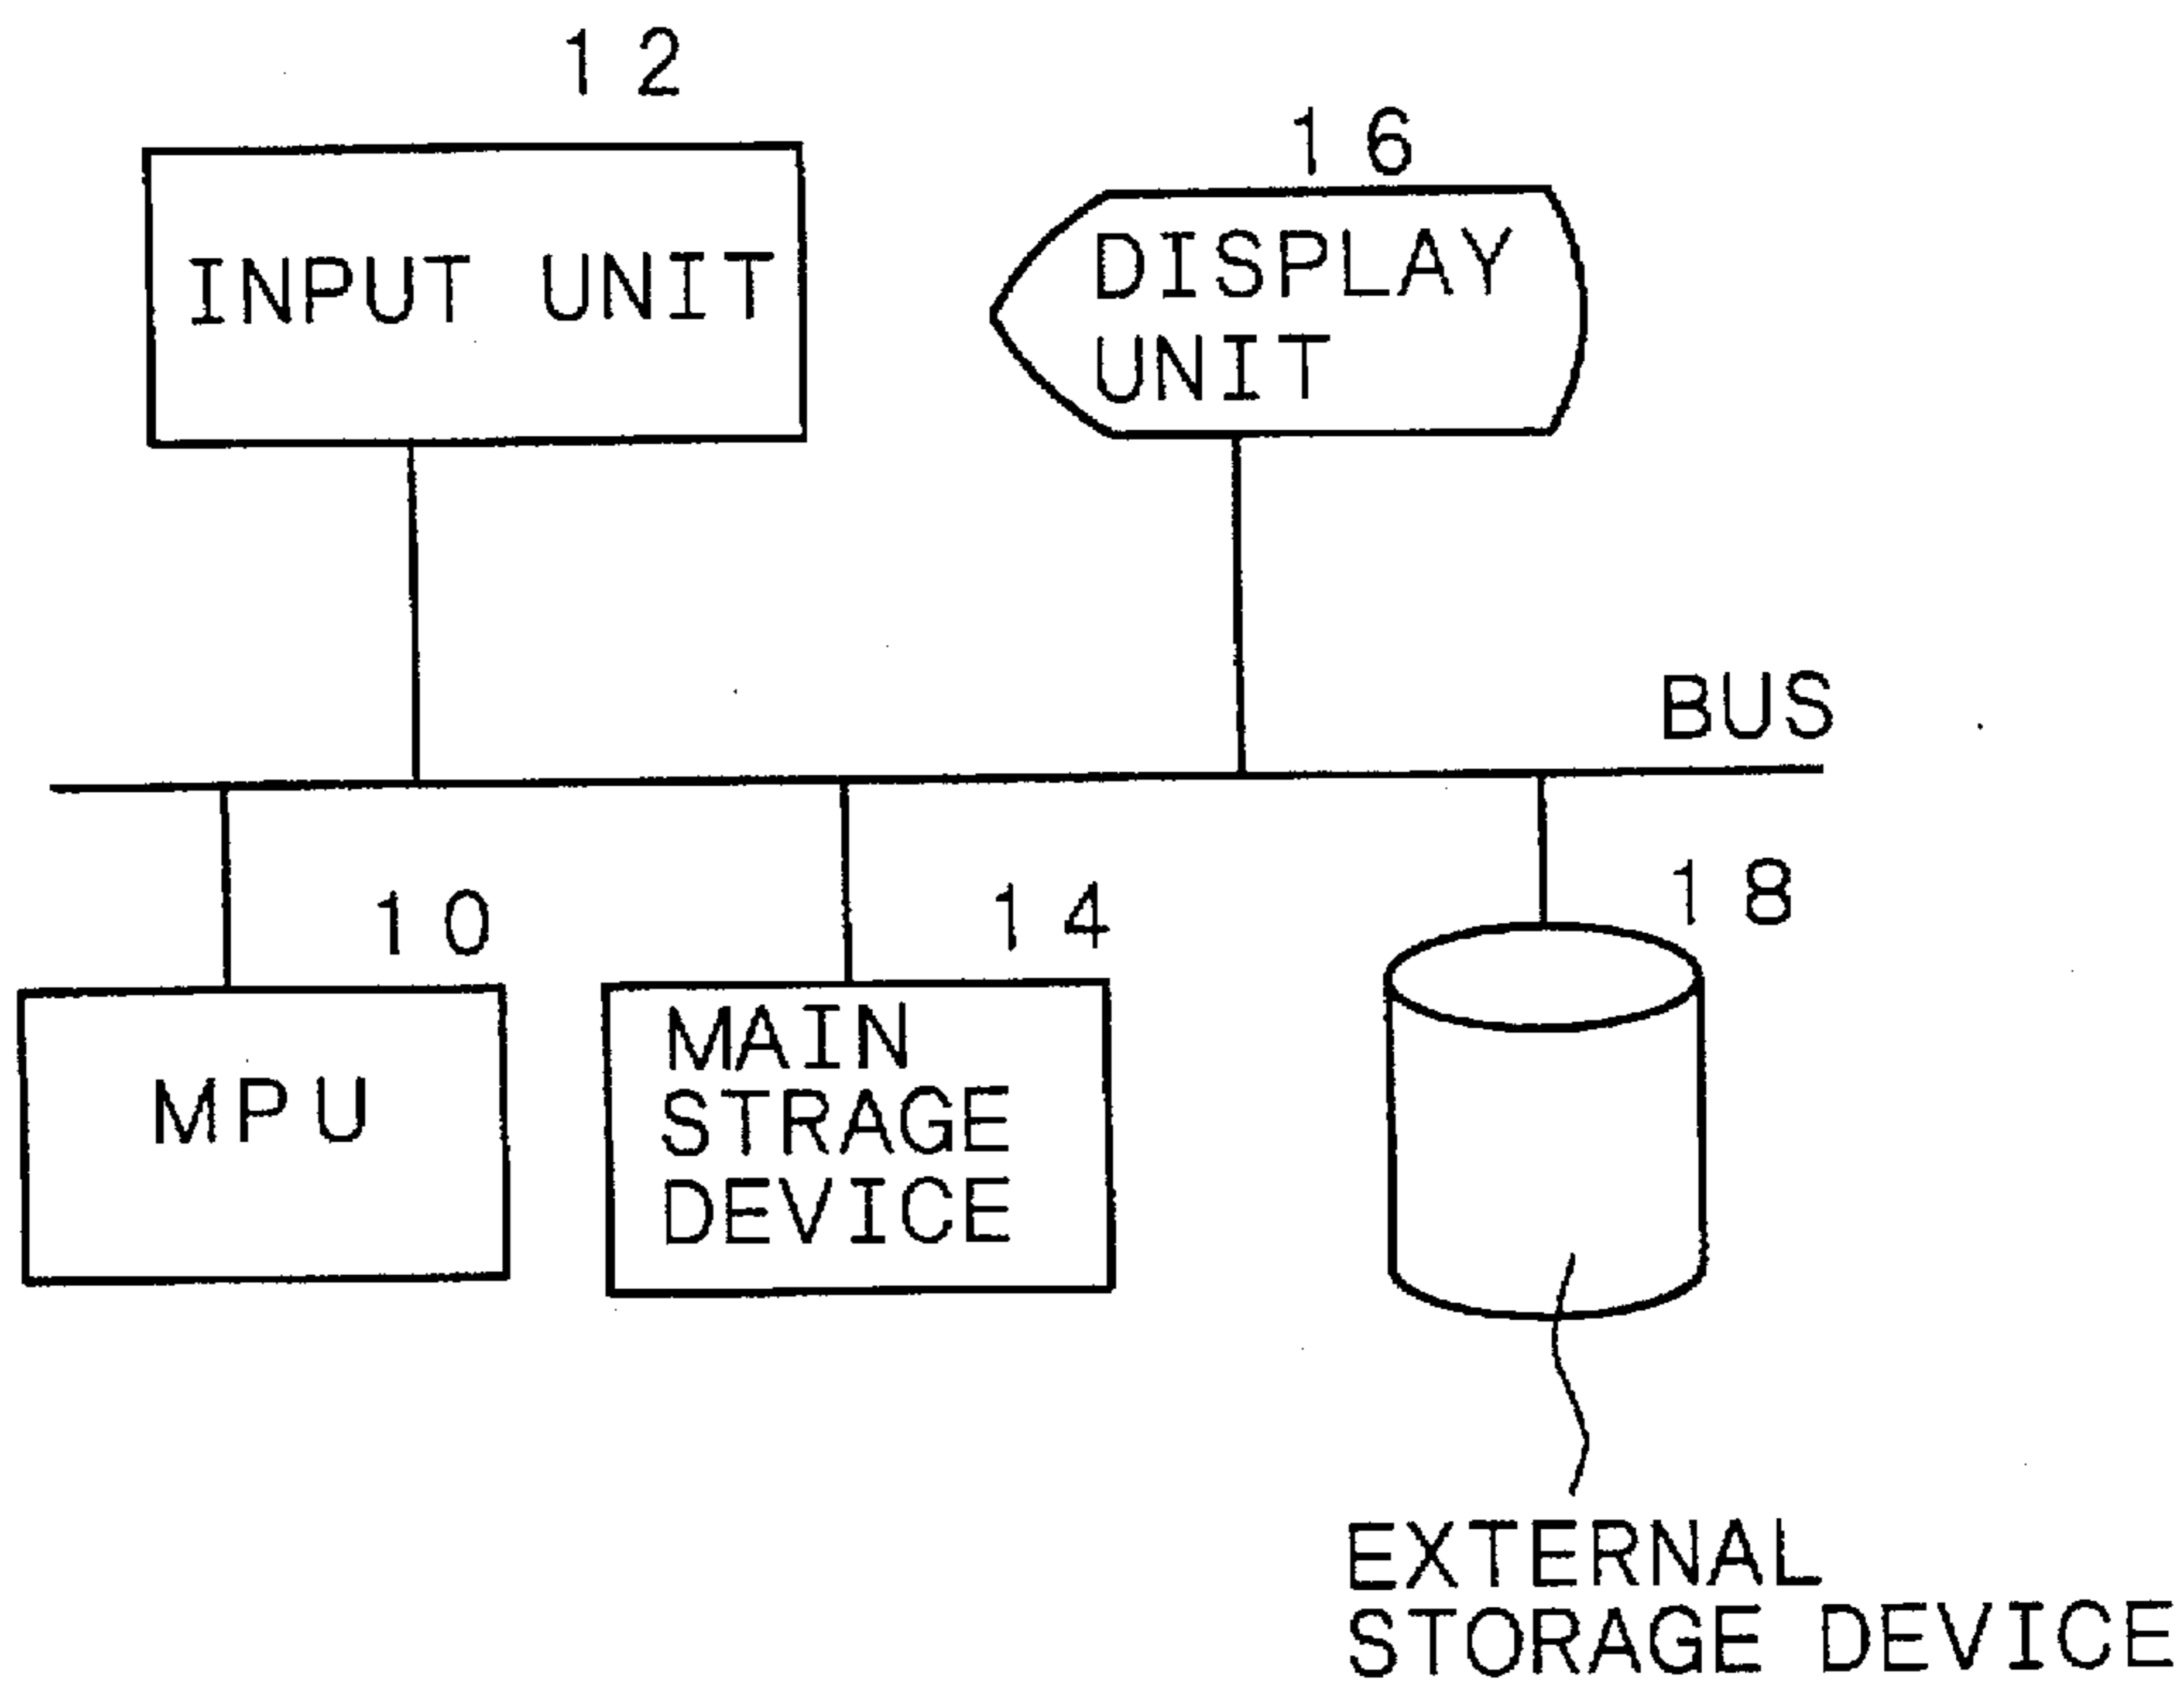 12
INPUT UNIT
16
DISPLAY
UNIT
BUS
10
MPU
14
MAIN
STRAGE
DEVICE
18
EXTERNAL
STORAGE DEVICE